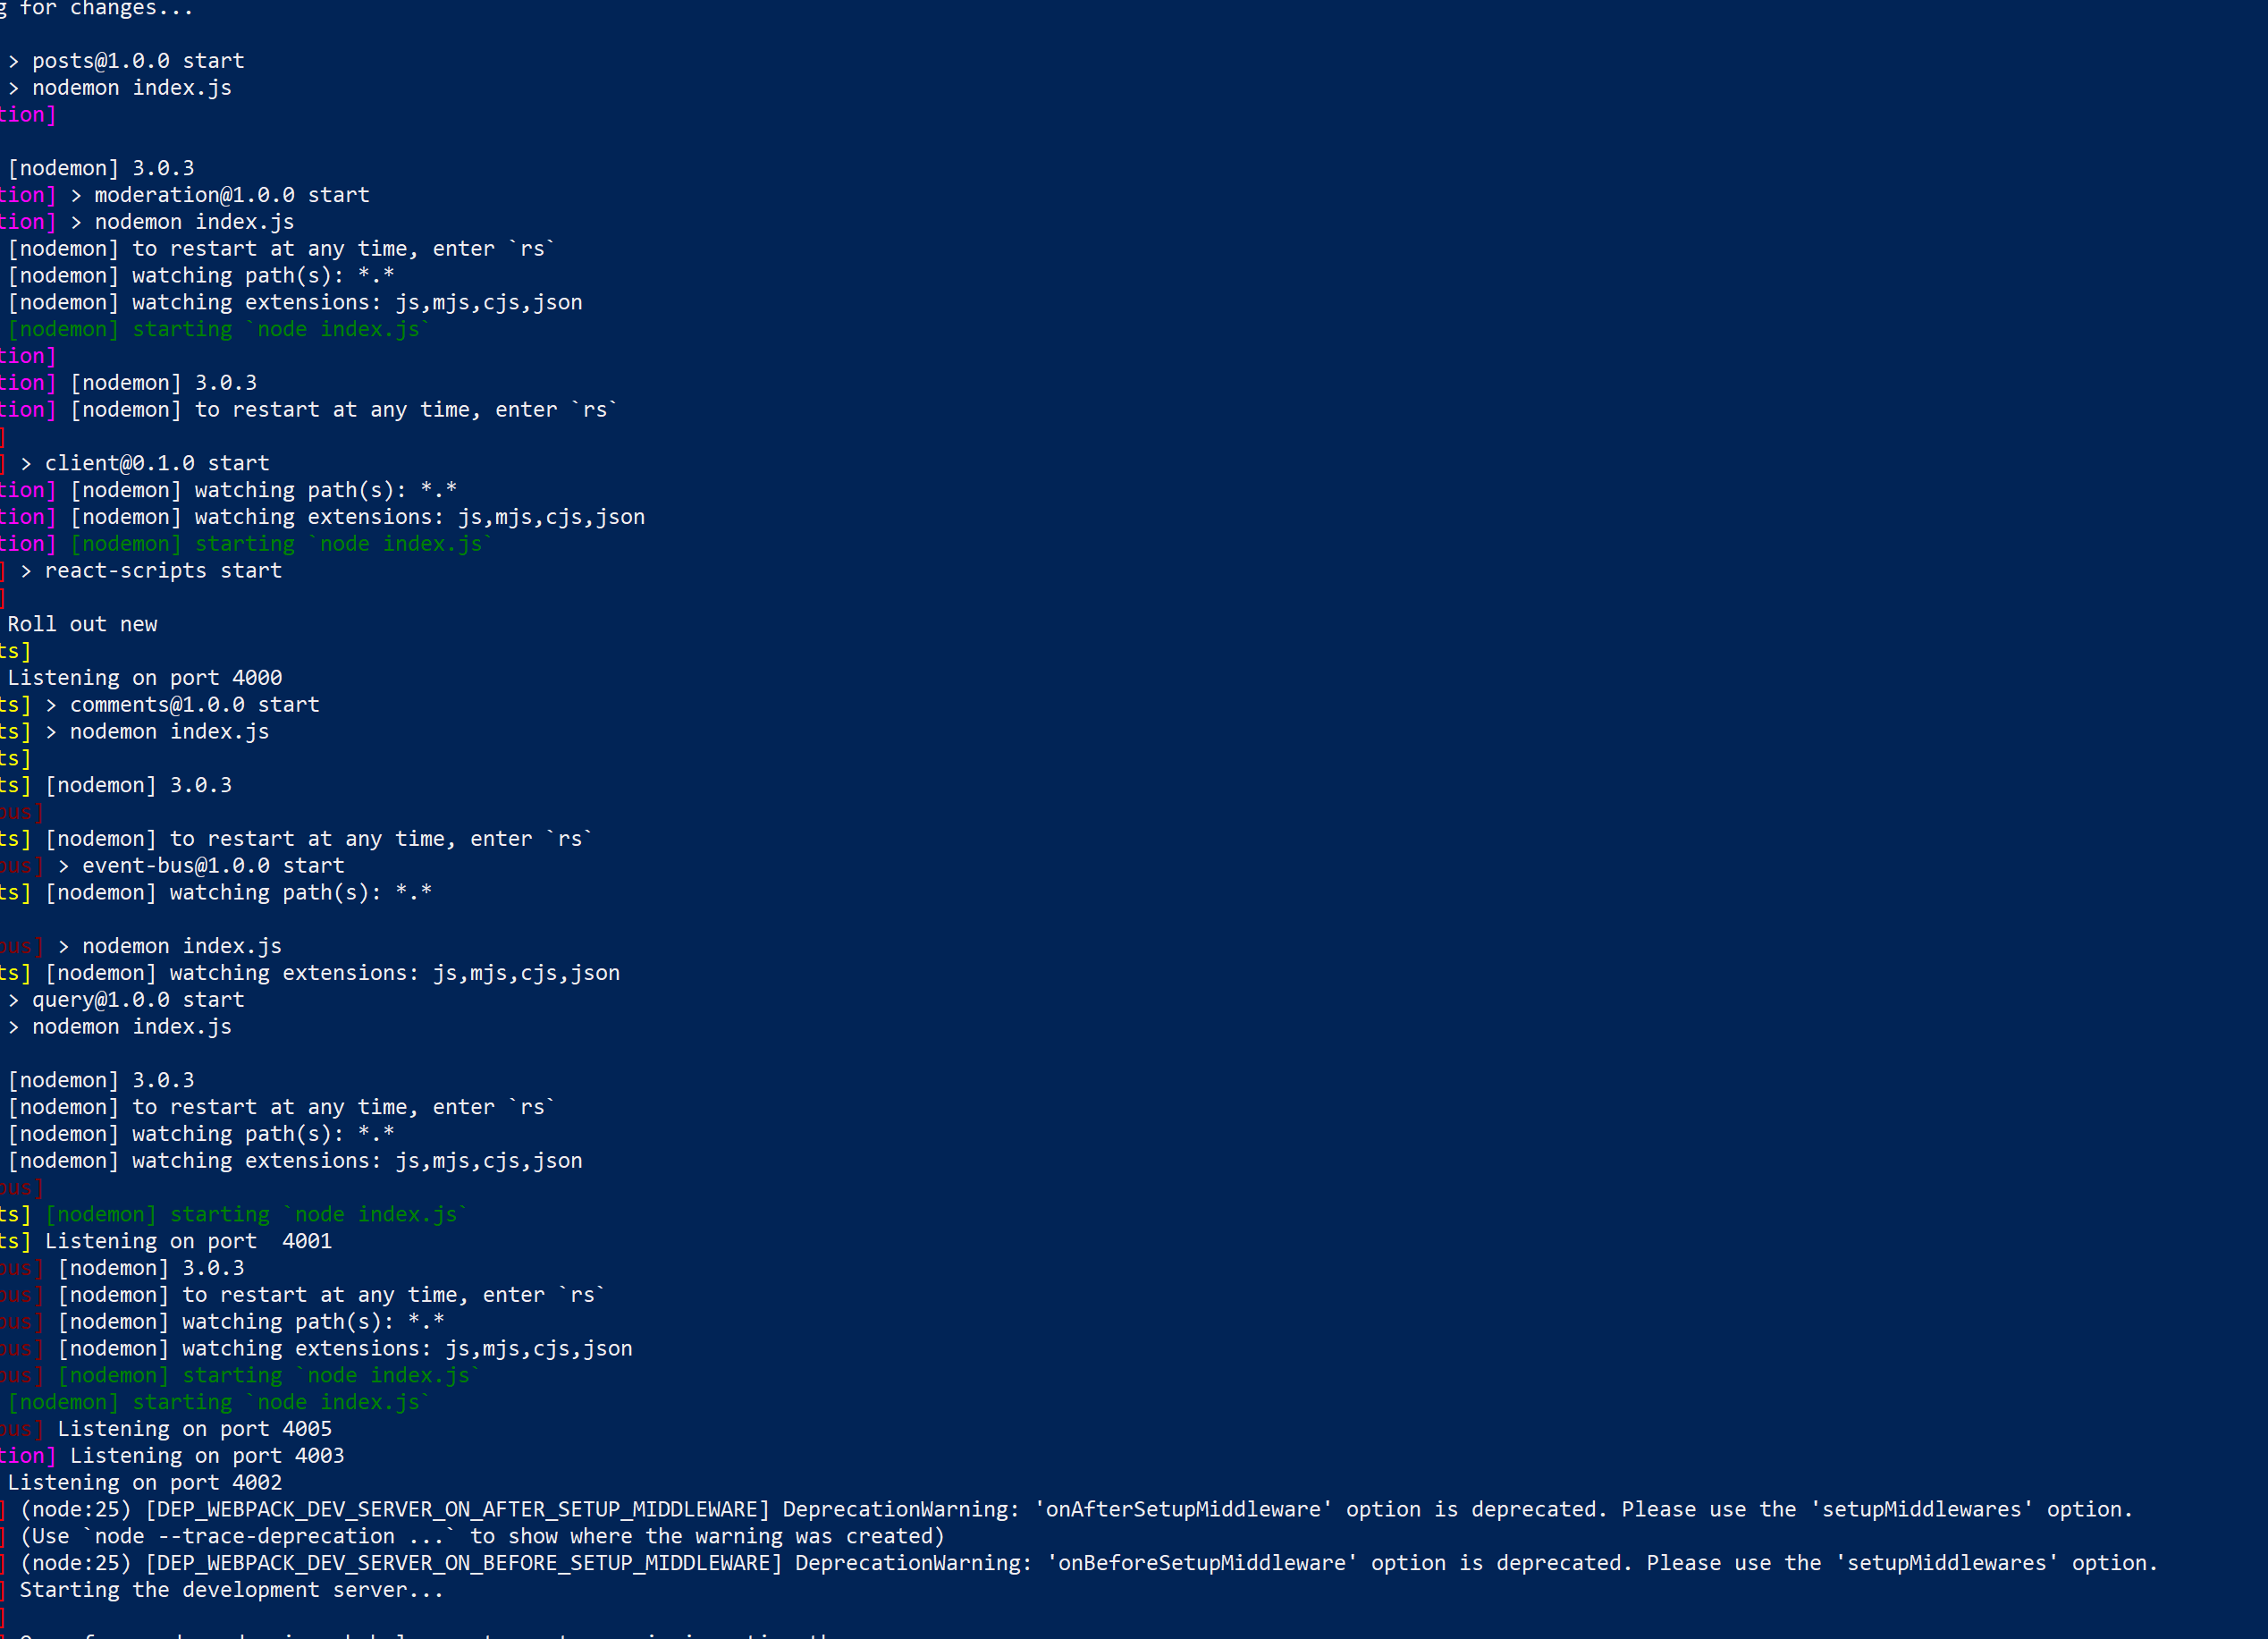 g for changes...
> posts@1.0.0 start
> nodemon index.js
tion]
[nodemon] 3.0.3
tion] > moderation@1.0.0 start
tion] > nodemon index.js
[nodemon] to restart at any time, enter `rs`
[nodemon] watching path(s): *.*
[nodemon] watching extensions: js,mjs,cjs,json
[nodemon] starting `node index.js`
tion]
tion] [nodemon] 3.0.3
tion] [nodemon] to restart at any time, enter `rs`
]
] > client@0.1.0 start
tion] [nodemon] watching path(s): *.*
tion] [nodemon] watching extensions: js,mjs,cjs,json
tion] [nodemon] starting `node index.js`
] > react-scripts start
]
Roll out new
ts]
Listening on port 4000
ts] > comments@1.0.0 start
ts] > nodemon index.js
ts]
ts] [nodemon] 3.0.3
bus]
ts] [nodemon] to restart at any time, enter `rs`
bus] > event-bus@1.0.0 start
ts] [nodemon] watching path(s): *.*
bus] > nodemon index.js
ts] [nodemon] watching extensions: js,mjs,cjs,json
> query@1.0.0 start
> nodemon index.js
[nodemon] 3.0.3
[nodemon] to restart at any time, enter `rs`
[nodemon] watching path(s): *.*
[nodemon] watching extensions: js,mjs,cjs,json
bus]
ts] [nodemon] starting `node index.js`
ts] Listening on port  4001
bus] [nodemon] 3.0.3
bus] [nodemon] to restart at any time, enter `rs`
bus] [nodemon] watching path(s): *.*
bus] [nodemon] watching extensions: js,mjs,cjs,json
bus] [nodemon] starting `node index.js`
[nodemon] starting `node index.js`
bus] Listening on port 4005
tion] Listening on port 4003
Listening on port 4002
] (node:25) [DEP_WEBPACK_DEV_SERVER_ON_AFTER_SETUP_MIDDLEWARE] DeprecationWarning: 'onAfterSetupMiddleware' option is deprecated. Please use the 'setupMiddlewares' option.
] (Use `node --trace-deprecation ...` to show where the warning was created)
] (node:25) [DEP_WEBPACK_DEV_SERVER_ON_BEFORE_SETUP_MIDDLEWARE] DeprecationWarning: 'onBeforeSetupMiddleware' option is deprecated. Please use the 'setupMiddlewares' option.
] Starting the development server...
]